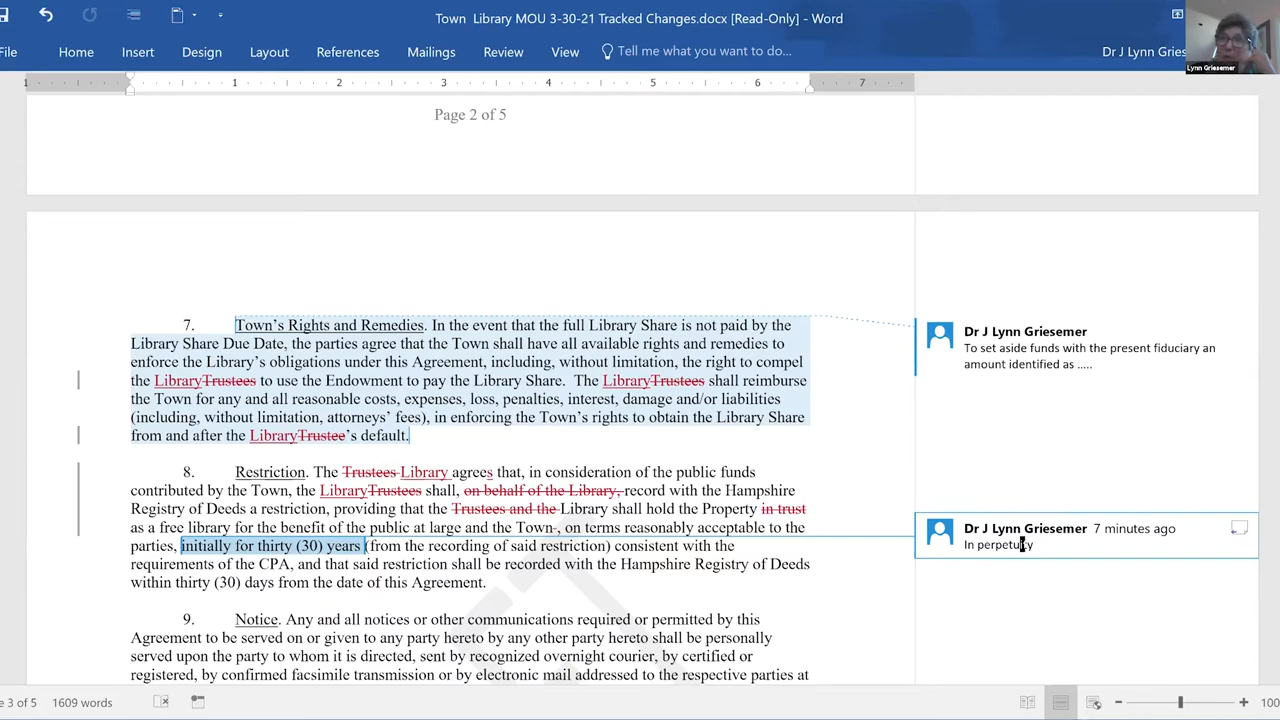 Town Library MOU 3-30-21 Tracked Changes.docx [Read-Only] - Word
File Home Insert Design Layout References Mailings Review View Tell me what you want to do... Dr J Lynn Gries
Lynn Griesemer
1 1 2 3 4 5 6 7
Page 2 of 5
7. Town's Rights and Remedies. In the event that the full Library Share is not paid by the
Library Share Due Date, the parties agree that the Town shall have all available rights and remedies to
enforce the Library's obligations under this Agreement, including, without limitation, the right to compel
the LibraryTrustees to use the Endowment to pay the Library Share. The LibraryTrustees shall reimburse
the Town for any and all reasonable costs, expenses, loss, penalties, interest, damage and/or liabilities
(including, without limitation, attorneys' fees), in enforcing the Town's rights to obtain the Library Share
from and after the LibraryTrustee's default.
Dr J Lynn Griesemer
To set aside funds with the present fiduciary an
amount identified as .....
8. Restriction. The Trustees Library agrees that, in consideration of the public funds
contributed by the Town, the LibraryTrustees shall, on behalf of the Library, record with the Hampshire
Registry of Deeds a restriction, providing that the Trustees and the Library shall hold the Property in trust
as a free library for the benefit of the public at large and the Town , on terms reasonably acceptable to the
parties, initially for thirty (30) years (from the recording of said restriction) consistent with the
requirements of the CPA, and that said restriction shall be recorded with the Hampshire Registry of Deeds
within thirty (30) days from the date of this Agreement.
Dr J Lynn Griesemer 7 minutes ago
In
9. Notice. Any and all notices or other communications required or permitted by this
Agreement to be served on or given to any party hereto by any other party hereto shall be personally
served upon the party to whom it is directed, sent by recognized overnight courier, by certified or
registered, by confirmed facsimile transmission or by electronic mail addressed to the respective parties at
e 3 of 5 1609 words
100